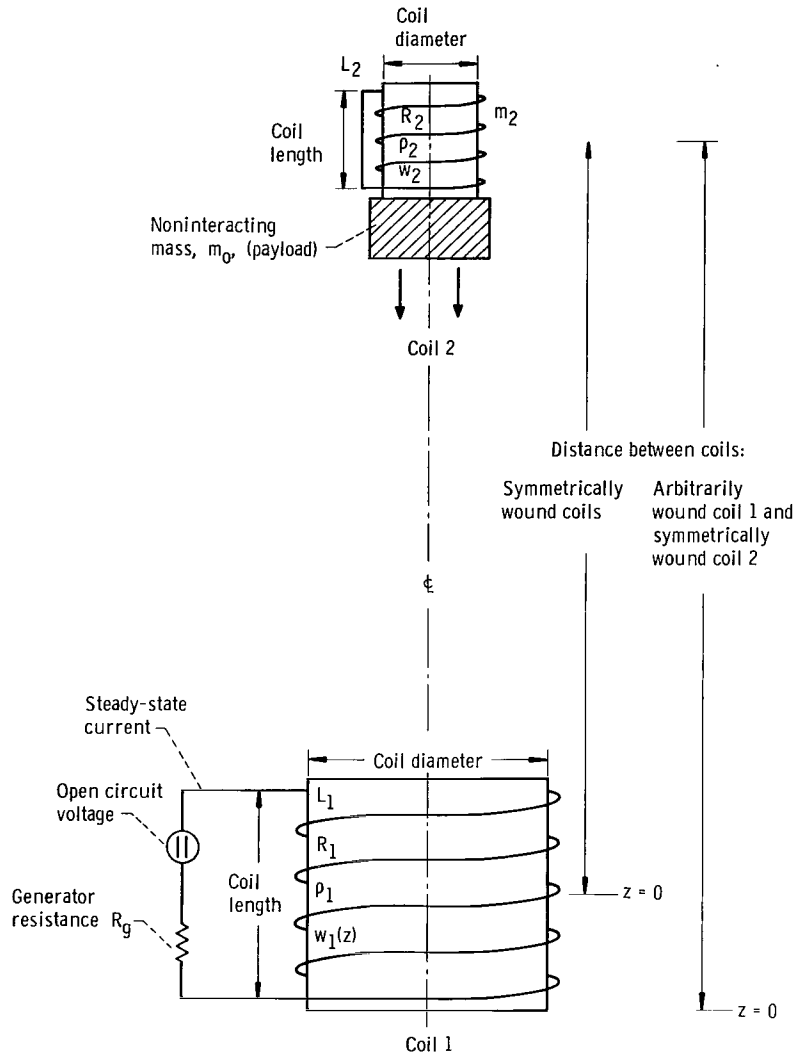 Coil
diameter
L2
R2
m2
Coil
length
ρ2
w2
Noninteracting
mass, mo, (payload)
Coil 2
Distance between coils:
Symmetrically
wound coils
Arbitrarily
wound coil 1 and
symmetrically
wound coil 2
℄
Steady-state
current
Coil diameter
Open circuit
voltage
L1
R1
Coil
length
ρ1
z = 0
Generator
resistance Rg
w1(z)
z = 0
Coil 1